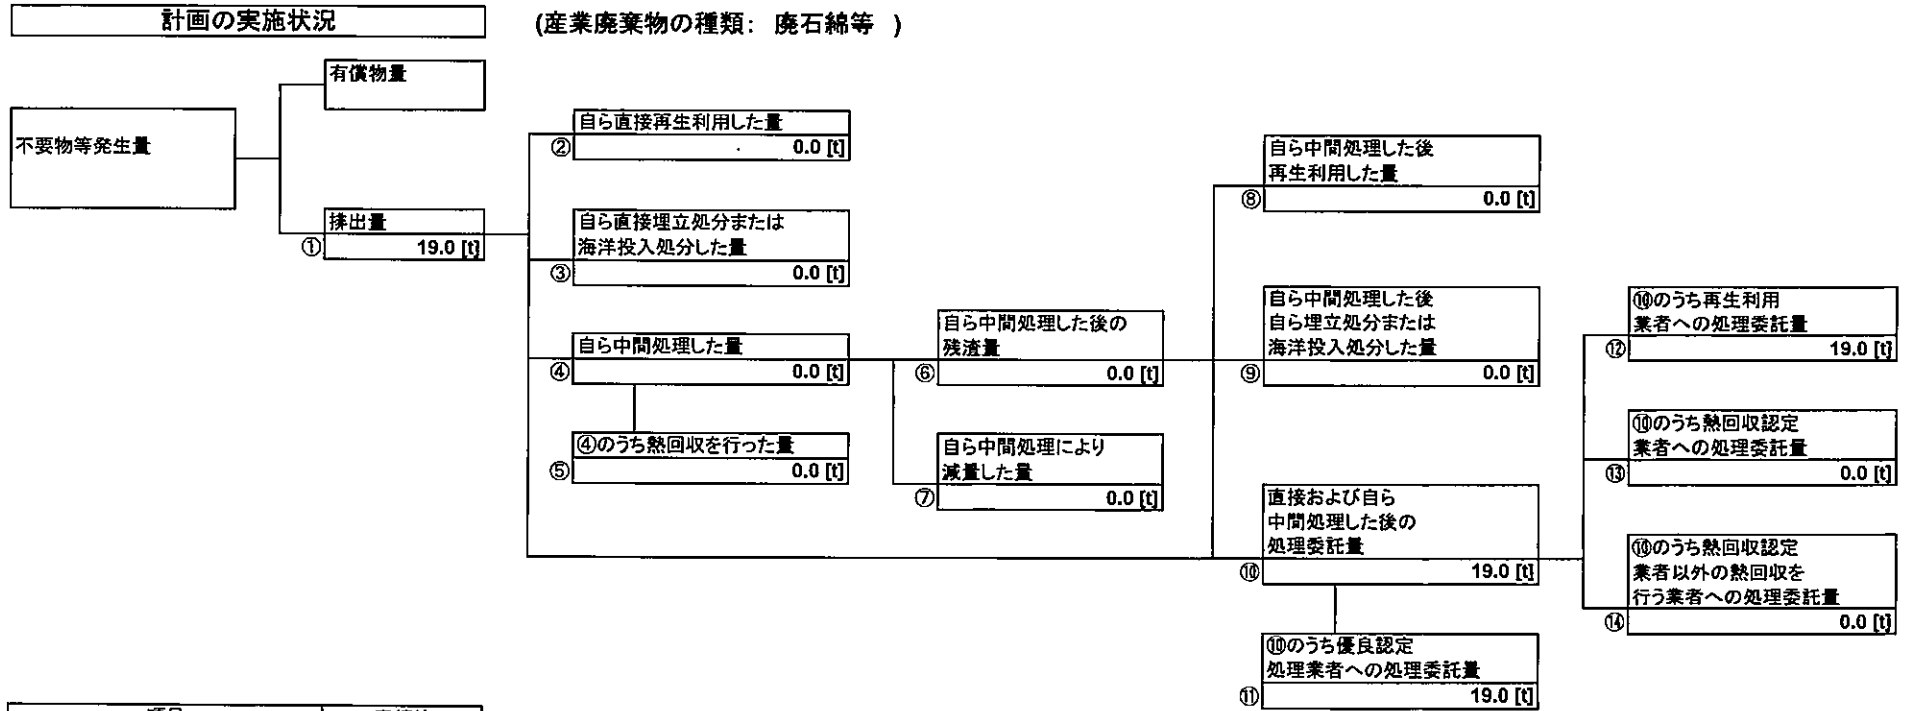 計画の実施状況
(産業廃棄物の種類: 廃石綿等 )
有償物量
不要物等発生量
排出量
① 19.0 [t]
自ら直接再生利用した量
② 0.0 [t]
自ら直接埋立処分または
海洋投入処分した量
③ 0.0 [t]
自ら中間処理した量
④ 0.0 [t]
④のうち熱回収を行った量
⑤ 0.0 [t]
自ら中間処理した後の
残渣量
⑥ 0.0 [t]
自ら中間処理により
減量した量
⑦ 0.0 [t]
自ら中間処理した後
再生利用した量
⑧ 0.0 [t]
自ら中間処理した後
自ら埋立処分または
海洋投入処分した量
⑨ 0.0 [t]
直接および自ら
中間処理した後の
処理委託量
⑩ 19.0 [t]
⑩のうち優良認定
処理業者への処理委託量
⑪ 19.0 [t]
⑩のうち再生利用
業者への処理委託量
⑫ 19.0 [t]
⑩のうち熱回収認定
業者への処理委託量
⑬ 0.0 [t]
⑩のうち熱回収認定
業者以外の熱回収を
行う業者への処理委託量
⑭ 0.0 [t]